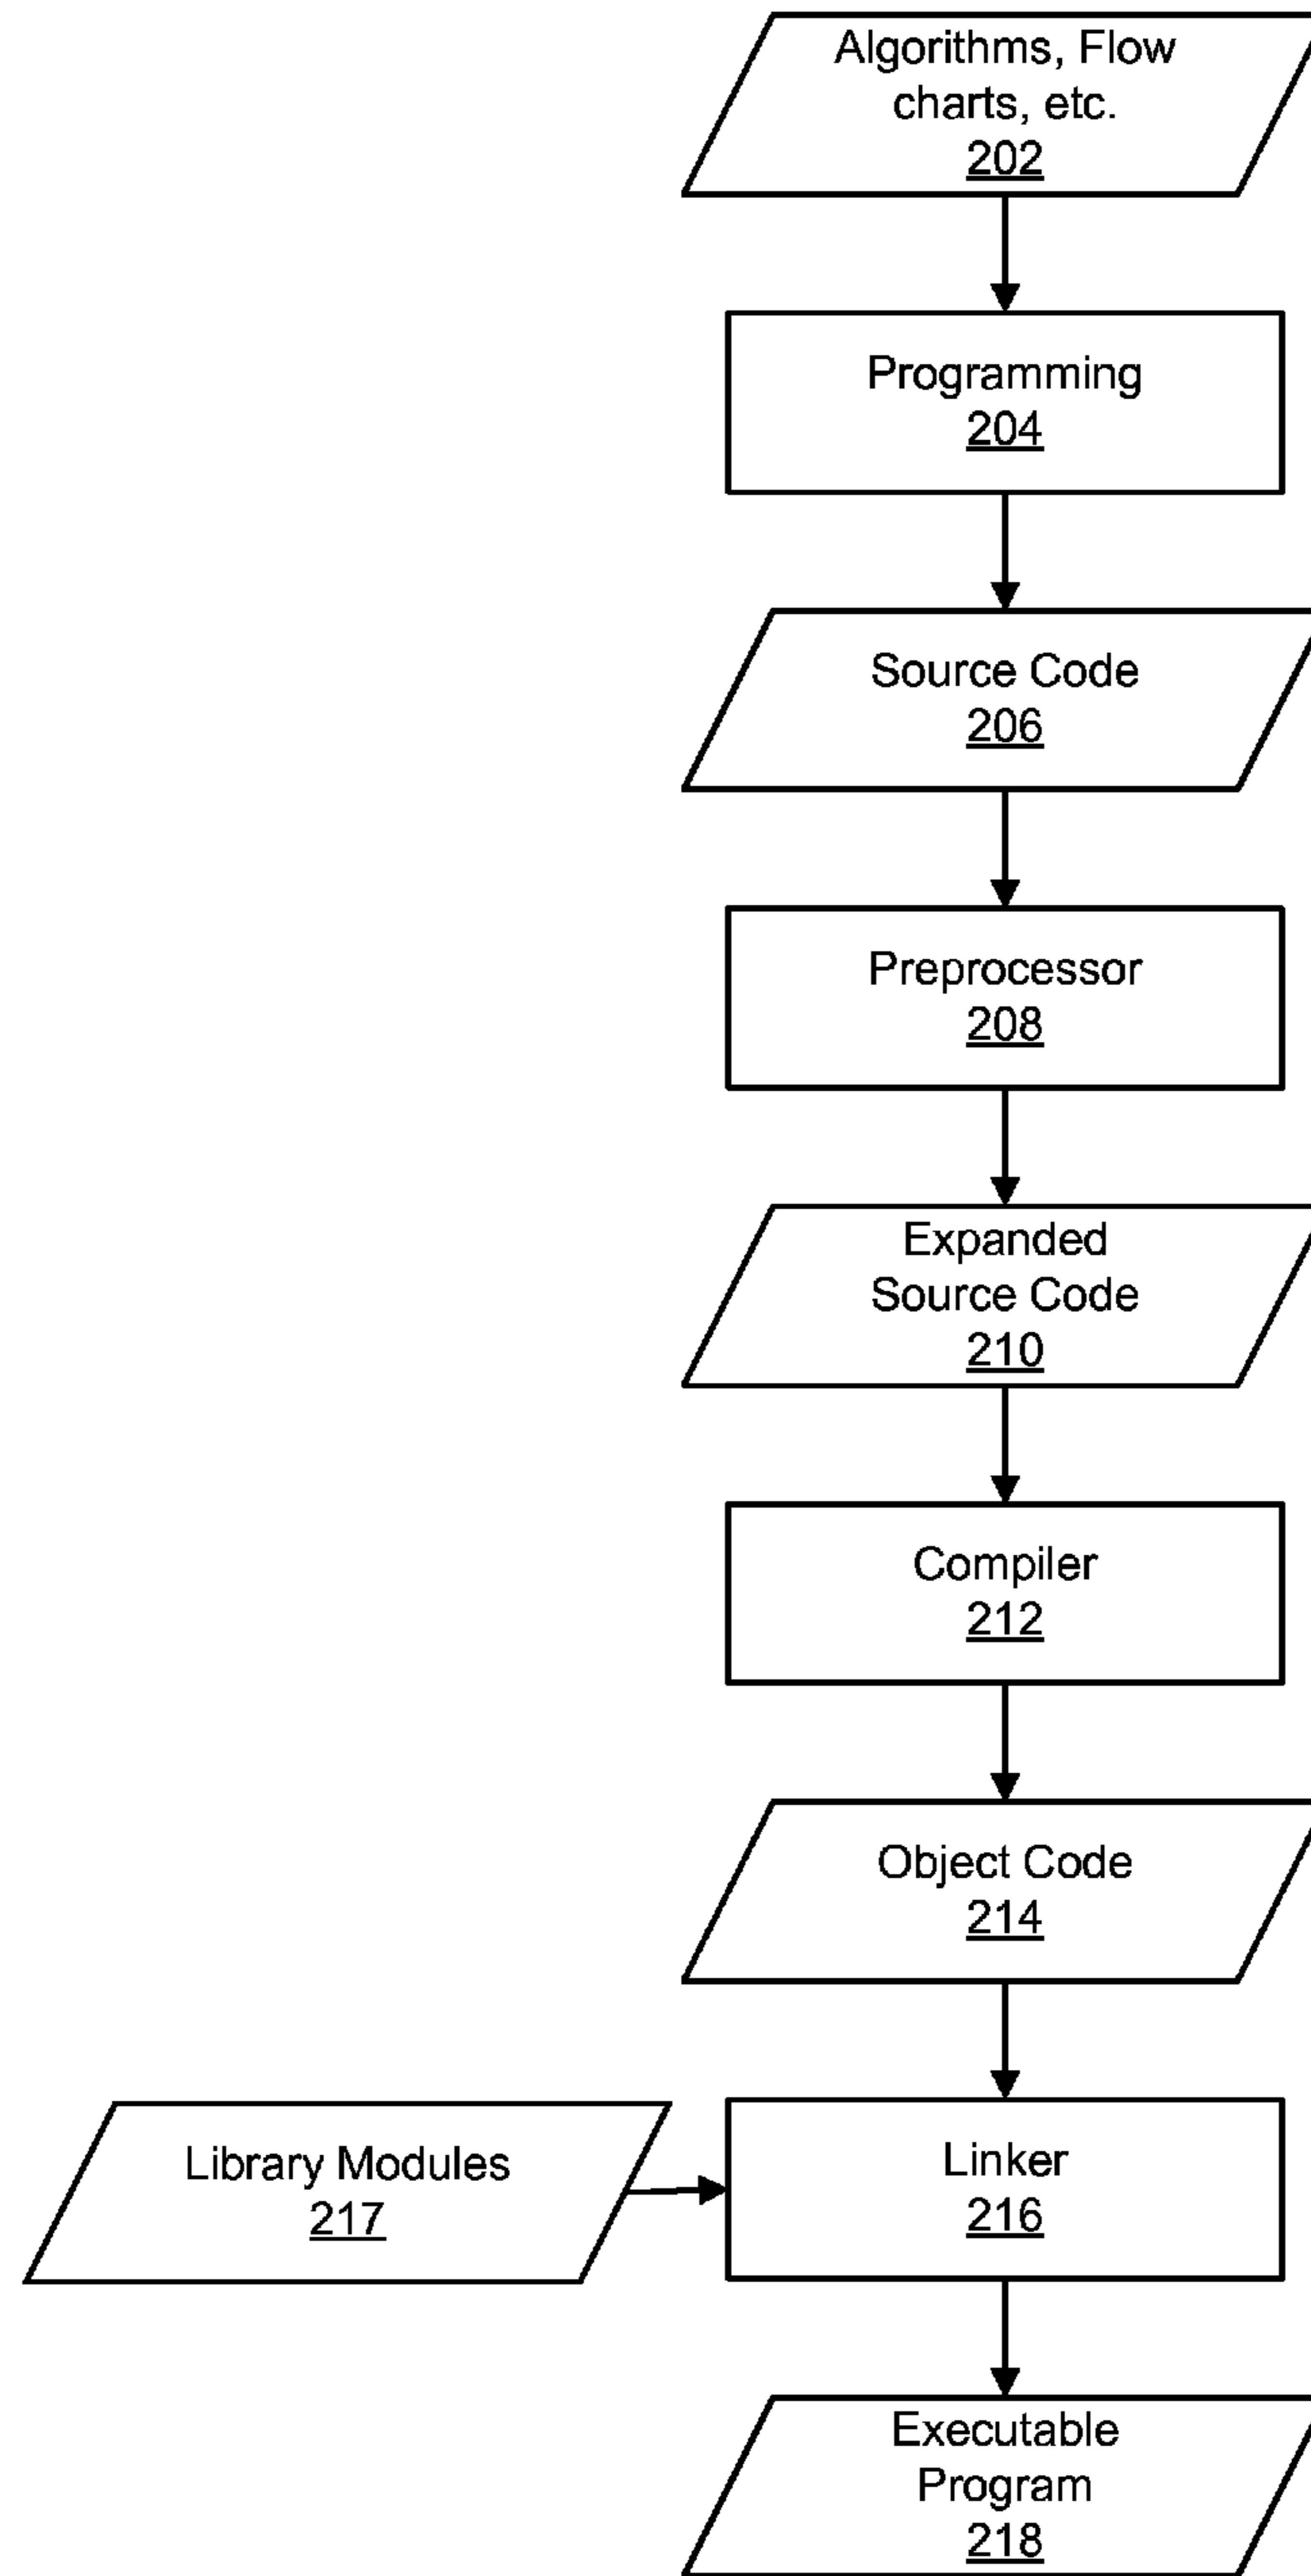 Algorithms, Flow
charts, etc.
202
Programming
204
Source Code
206
Preprocessor
208
Expanded
Source Code
210
Compiler
212
Object Code
214
Library Modules
217
Linker
216
Executable
Program
218